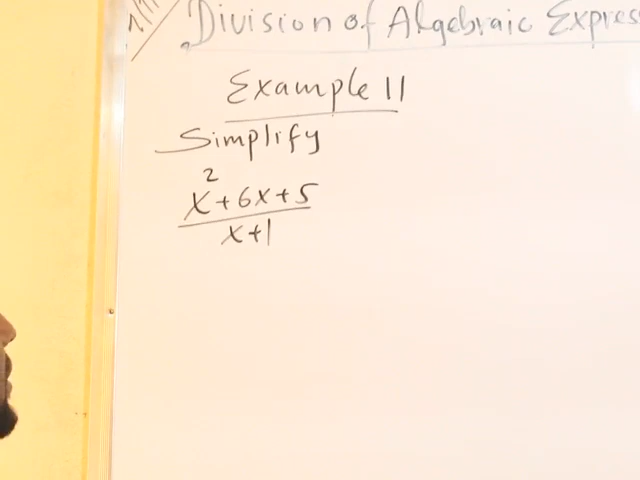 Division of Algebraic Expres
Example 11
Simplify
x²+6x+5
x+1